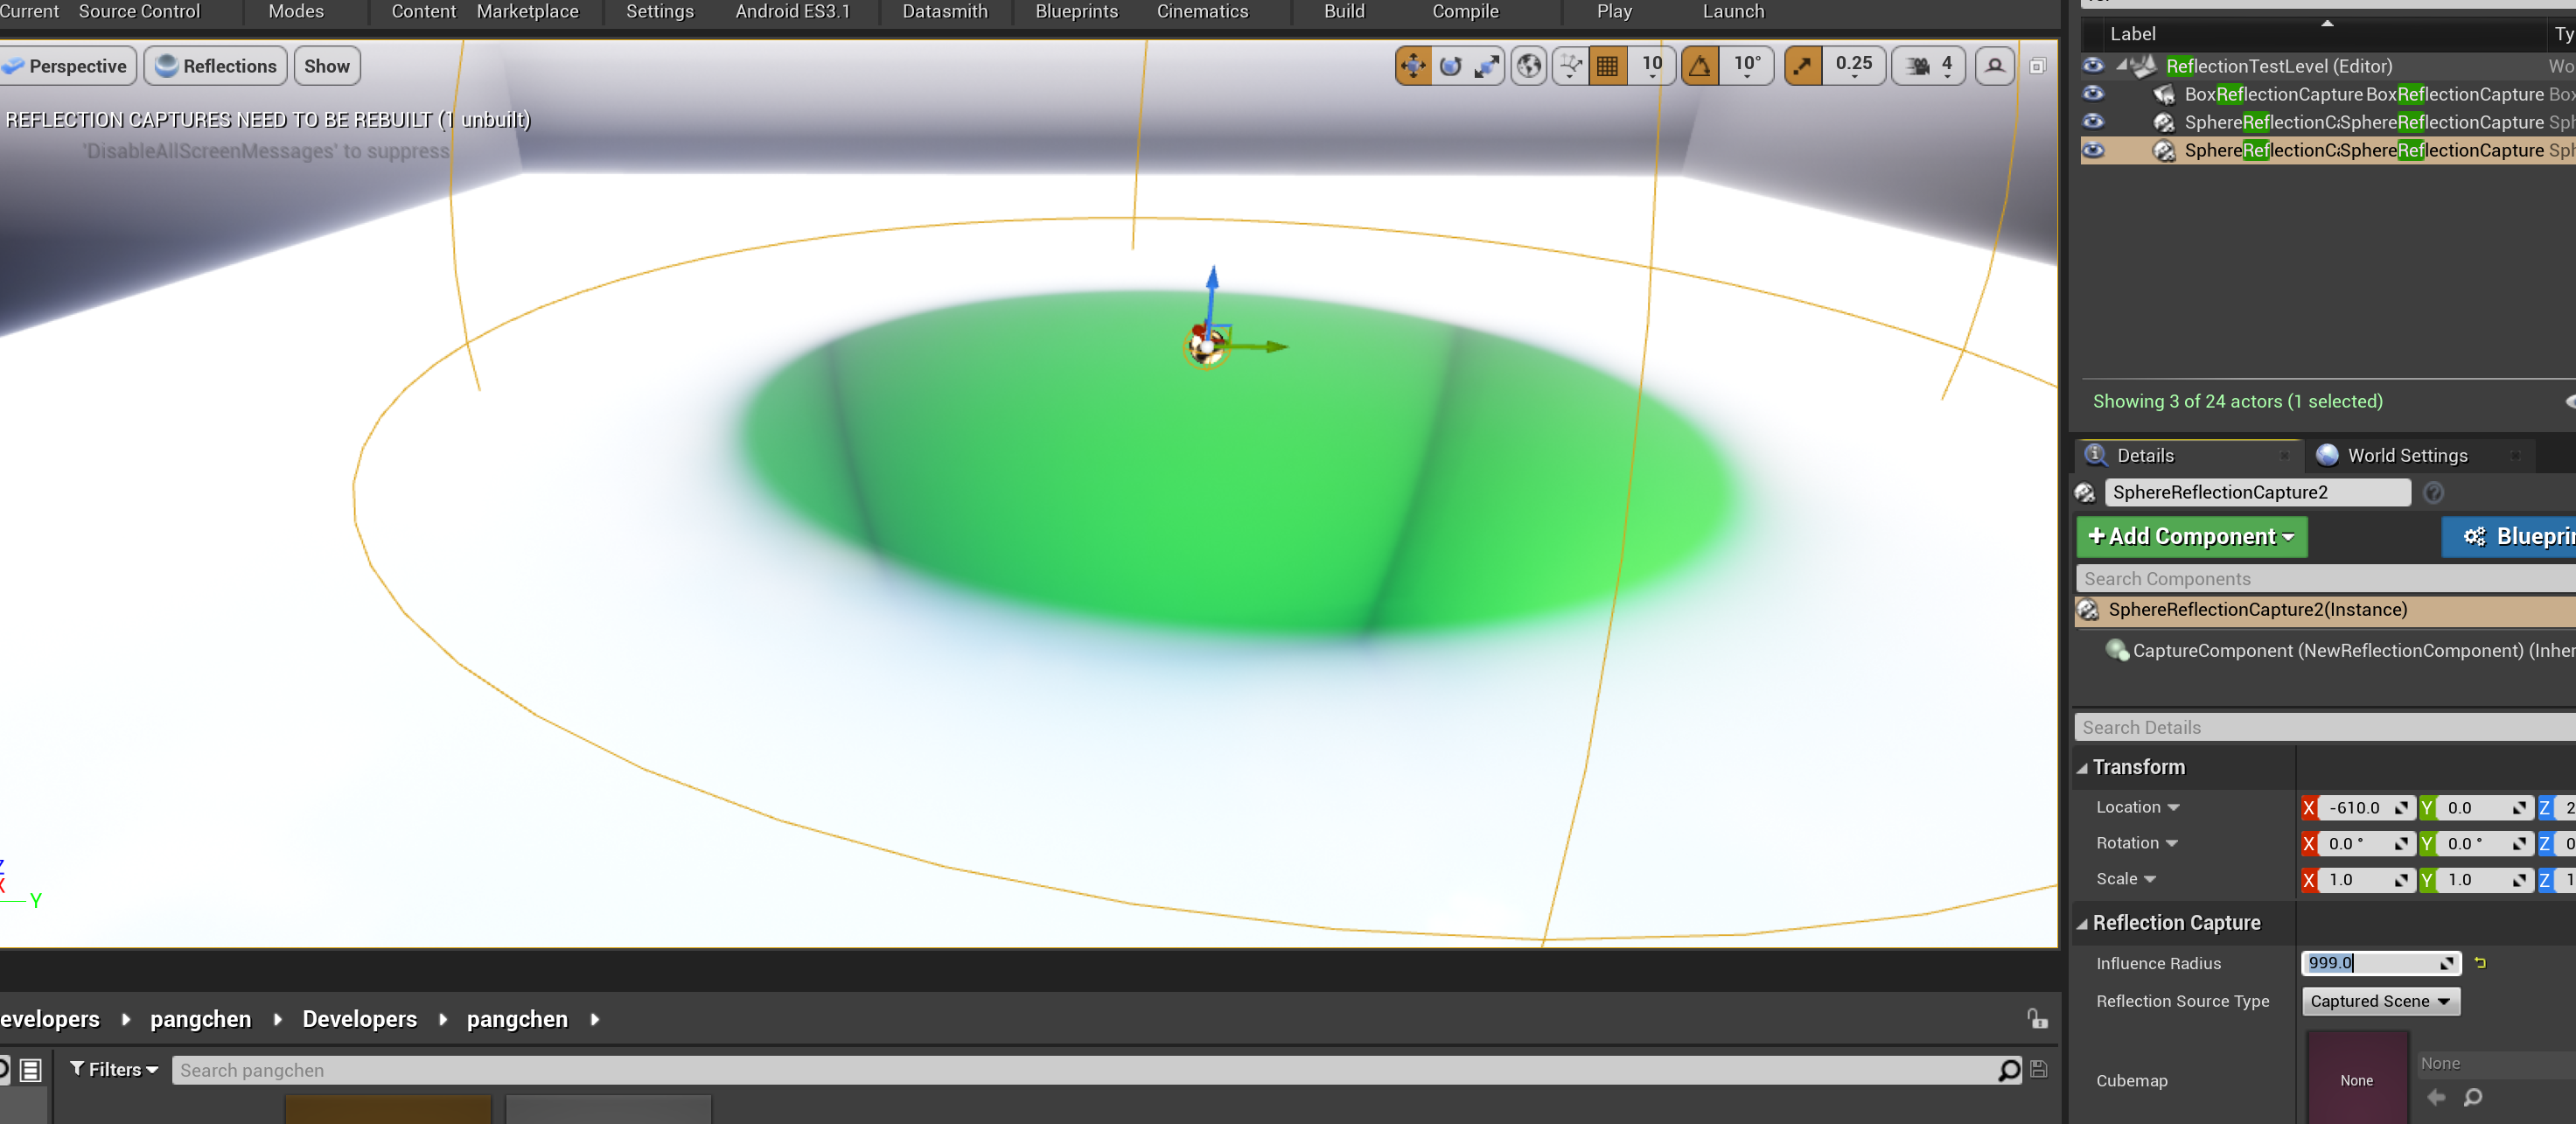 Current Source Control Modes Content Marketplace Settings Android ES3.1 Datasmith Blueprints Cinematics Build Compile Play Launch
Perspective Reflections Show 10 10° 0.25 4
REFLECTION CAPTURES NEED TO BE REBUILT (1 unbuilt)
'DisableAllScreenMessages' to suppress
Z
X
Y
Label Ty
ReflectionTestLevel (Editor) Wo
BoxReflectionCapture BoxReflectionCapture Box
SphereReflectionCa SphereReflectionCapture Sph
SphereReflectionCa SphereReflectionCapture Sph
Showing 3 of 24 actors (1 selected)
Details World Settings
SphereReflectionCapture2
+Add Component Blueprin
Search Components
SphereReflectionCapture2(Instance)
CaptureComponent (NewReflectionComponent) (Inher
Search Details
Transform
Location X -610.0 Y 0.0 Z 2
Rotation X 0.0 ° Y 0.0 ° Z 0
Scale X 1.0 Y 1.0 Z 1
Reflection Capture
Influence Radius 999.0
Reflection Source Type Captured Scene
Cubemap None None
evelopers pangchen Developers pangchen
Filters Search pangchen